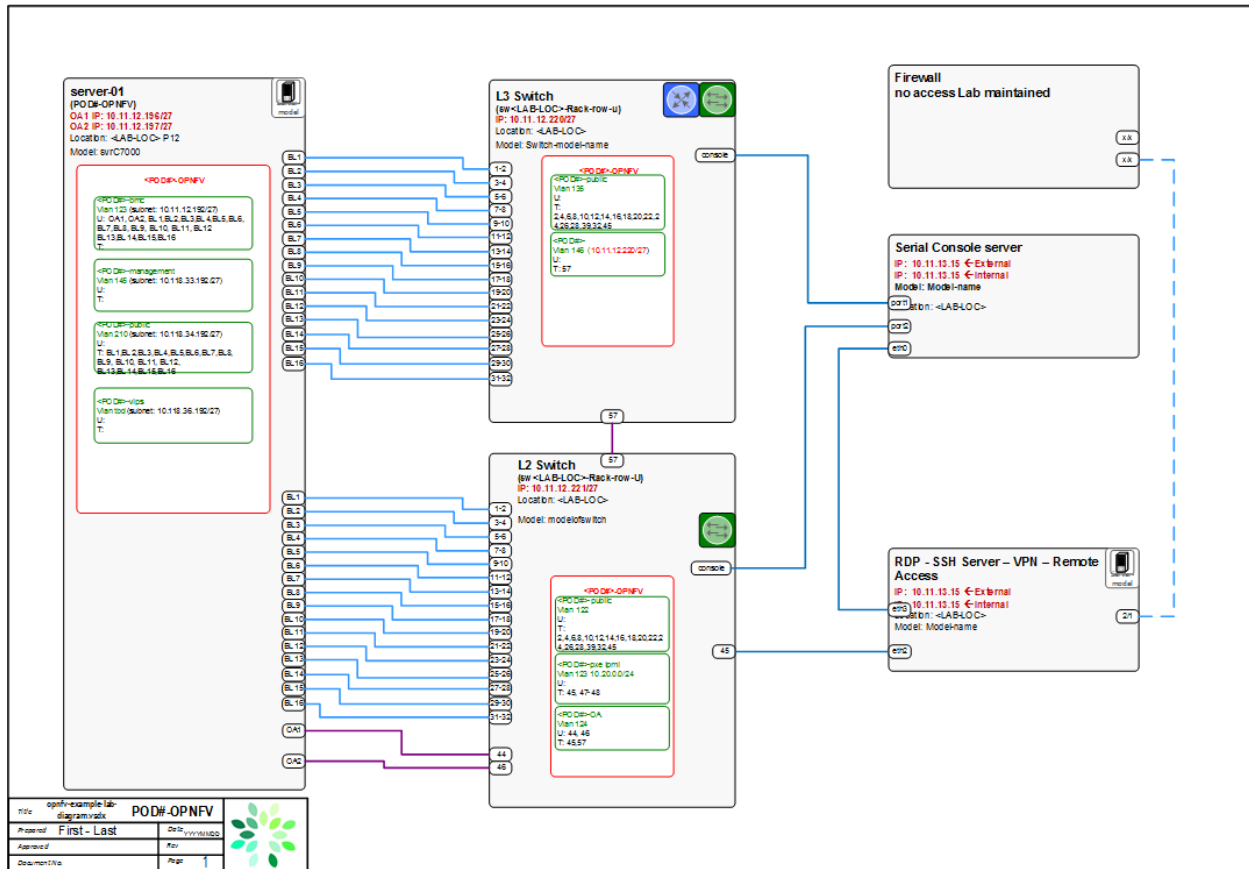 server-01
(POD#-OPNFV)
OA1 IP: 10.11.12.196/27
OA2 IP: 10.11.12.197/27
Location: <LAB-LOC> P12
Model: svrC7000
model
<POD#>-OPNFV
<POD#>-bmc
Vlan 123 (subnet: 10.11.12.192/27)
U: OA1, OA2, BL1,BL2,BL3,BL4,BL5,BL6,
BL7,BL8, BL9, BL10, BL11, BL12
BL13,BL14,BL15,BL16
T:
<POD#>-management
Vlan 146 (subnet: 10.118.33.192/27)
U:
T:
<POD#>-public
Vlan 210 (subnet: 10.118.34.192/27)
U:
T: BL1,BL2,BL3,BL4,BL5,BL6,BL7,BL8,
BL9, BL10, BL11, BL12,
BL13,BL14,BL15,BL16
<POD#>-vips
Vlan tbd (subnet: 10.118.36.192/27)
U:
T:
BL1
BL2
BL3
BL4
BL5
BL6
BL7
BL8
BL9
BL10
BL11
BL12
BL13
BL14
BL15
BL16
BL1
BL2
BL3
BL4
BL5
BL6
BL7
BL8
BL9
BL10
BL11
BL12
BL13
BL14
BL15
BL16
OA1
OA2
L3 Switch
(sw<LAB-LOC>-Rack-row-u)
IP: 10.11.12.220/27
Location: <LAB-LOC>
Model: Switch-model-name
console
1-2
3-4
5-6
7-8
9-10
11-12
13-14
15-16
17-18
19-20
21-22
23-24
25-26
27-28
29-30
31-32
<POD#>-OPNFV
<POD#>-public
Vlan 135
U:
T:
2,4,6,8,10,12,14,16,18,20,22,2
4,26,28,39,32,45
<POD#>-
Vlan 146 (10.11.12.220/27)
U:
T: 57
57
57
L2 Switch
(sw<LAB-LOC>-Rack-row-U)
IP: 10.11.12.221/27
Location: <LAB-LOC>
Model: modelofswitch
console
1-2
3-4
5-6
7-8
9-10
11-12
13-14
15-16
17-18
19-20
21-22
23-24
25-26
27-28
29-30
31-32
44
46
<POD#>-OPNFV
<POD#>-public
Vlan 122
U:
T:
2,4,6,8,10,12,14,16,18,20,22,2
4,26,28,39,32,45
<POD#>-pxe ipmi
Vlan 123 10.20.0.0/24
U:
T: 45, 47-48
<POD#>-OA
Vlan 124
U: 44, 46
T: 45,57
45
Firewall
no access Lab maintained
x/x
x/x
Serial Console server
IP: 10.11.13.15 ←External
IP: 10.11.13.15 ←Internal
Model: Model-name
Location: <LAB-LOC>
port1
port2
eth0
RDP - SSH Server – VPN – Remote
Access
IP: 10.11.13.15 ←External
IP: 10.11.13.15 ←Internal
Location: <LAB-LOC>
Model: Model-name
model
eth3
eth2
2/1
Title opnfv-example-lab-
diagram.vsdx POD#-OPNFV
Prepared First - Last Date YYYYMMDD
Approved Rev
Document No. Page 1